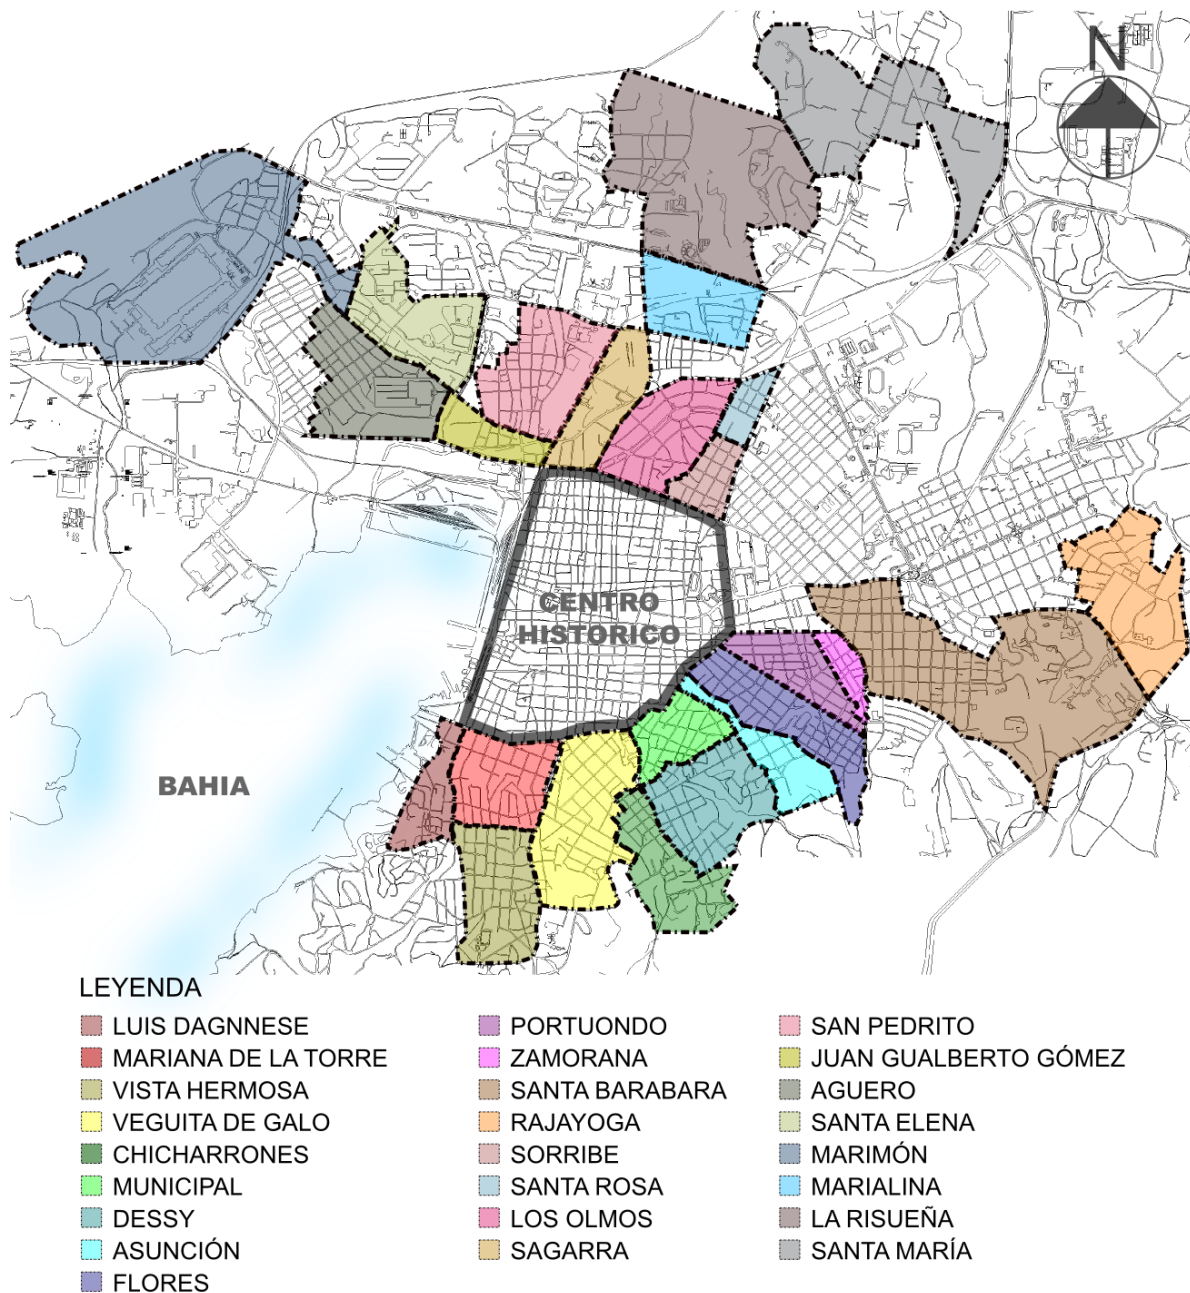 N
CENTRO
HISTORICO
BAHIA
LEYENDA
LUIS DAGNNESE
MARIANA DE LA TORRE
VISTA HERMOSA
VEGUITA DE GALO
CHICHARRONES
MUNICIPAL
DESSY
ASUNCIÓN
FLORES
PORTUONDO
ZAMORANA
SANTA BARABARA
RAJAYOGA
SORRIBE
SANTA ROSA
LOS OLMOS
SAGARRA
SAN PEDRITO
JUAN GUALBERTO GÓMEZ
AGUERO
SANTA ELENA
MARIMÓN
MARIALINA
LA RISUEÑA
SANTA MARÍA